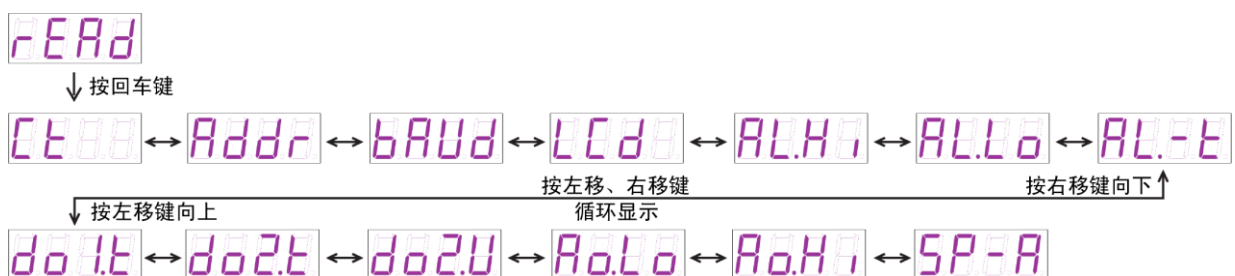 rEAd
按回车键
Ct Addr bAUd LCd AL.Hi AL.Lo AL.-t
按左移、右移键 按右移键向下
按左移键向上 循环显示
do1.t do2.t do2.U Ao.Lo Ao.Hi SP-A